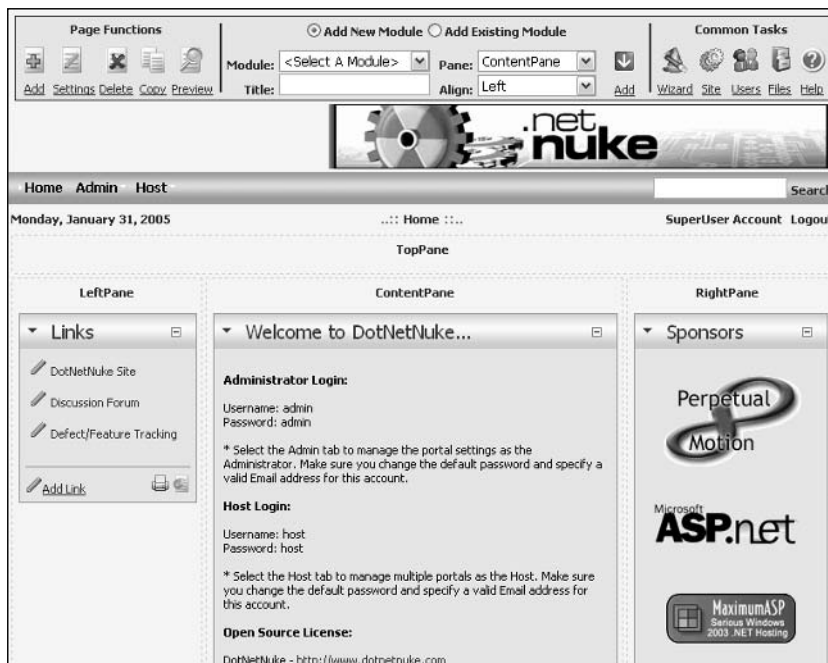 Page Functions
Add New Module Add Existing Module
Common Tasks
Module: <Select A Module> Pane: ContentPane
Title: Align: Left
Add Settings Delete Copy Preview
Add
Wizard Site Users Files Help
.net
nuke
Home Admin Host
Search
Monday, January 31, 2005
..:: Home ::..
SuperUser Account Logou
TopPane
LeftPane
ContentPane
RightPane
Links
DotNetNuke Site
Discussion Forum
Defect/Feature Tracking
Add Link
Welcome to DotNetNuke...
Administrator Login:
Username: admin
Password: admin
* Select the Admin tab to manage the portal settings as the
Administrator. Make sure you change the default password and specify a
valid Email address for this account.
Host Login:
Username: host
Password: host
* Select the Host tab to manage multiple portals as the Host. Make sure
you change the default password and specify a valid Email address for
this account.
Open Source License:
DotNetNuke - http://www.dotnetnuke.com
Sponsors
Perpetual
Motion
Microsoft
ASP.net
MaximumASP
Serious Windows
2003 .NET Hosting